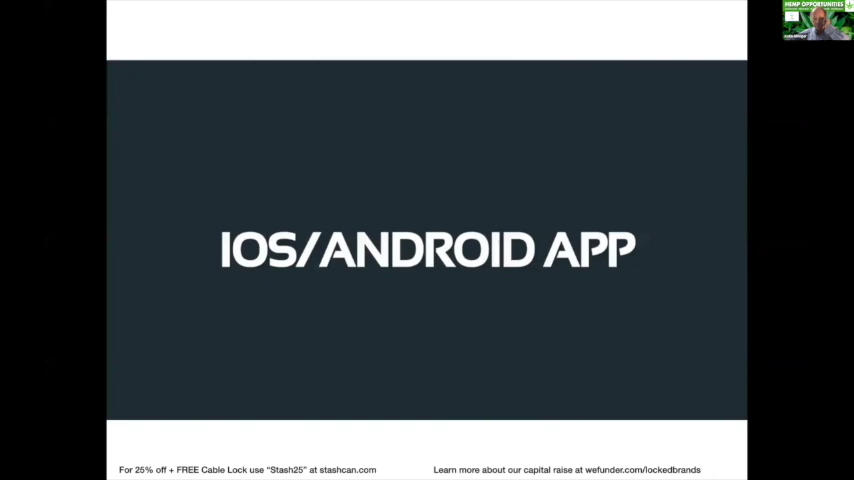 HEMP OPPORTUNITIES
IOS/ANDROID APP
For 25% off + FREE Cable Lock use “Stash25” at stashcan.com
Learn more about our capital raise at wefunder.com/lockedbrands